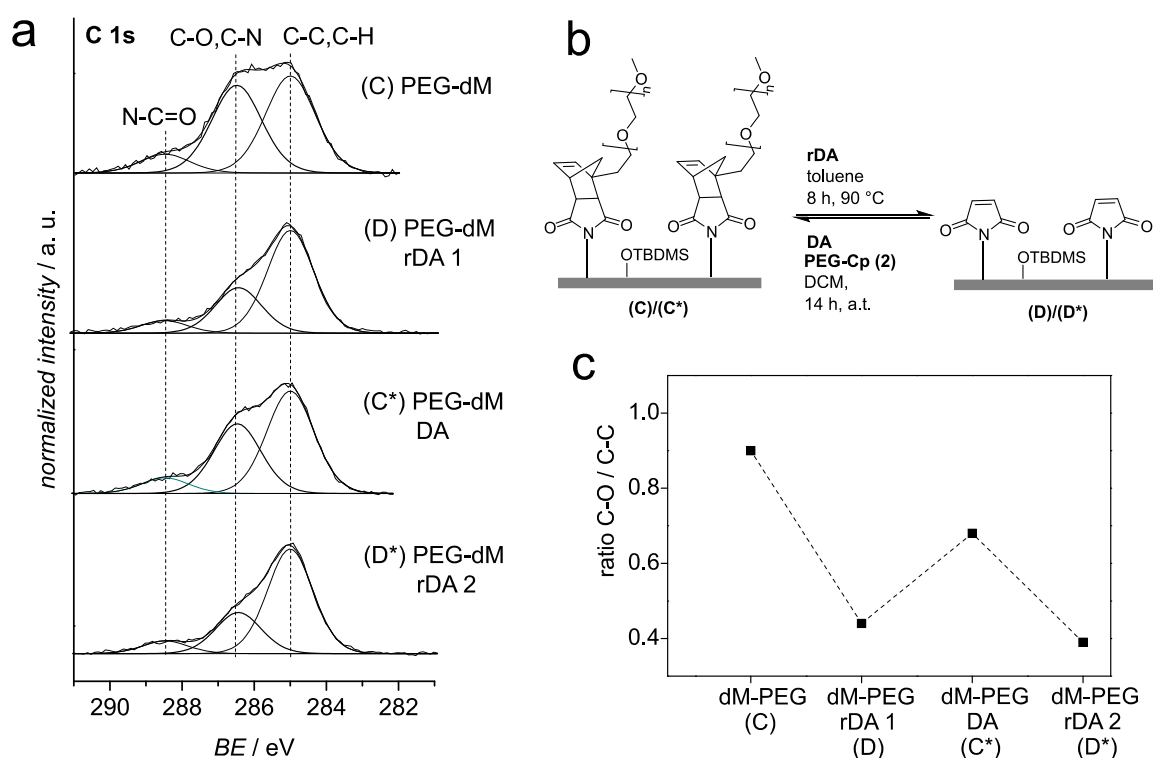 a
C 1s
C-O,C-N
C-C,C-H
N-C=O
(C) PEG-dM
(D) PEG-dM
rDA 1
(C*) PEG-dM
DA
(D*) PEG-dM
rDA 2
normalized intensity / a. u.
290 288 286 284 282
BE / eV
b
O
n
O
O
n
O
O N O
O N O
OTBDMS
(C)/(C*)
rDA
toluene
8 h, 90 °C
DA
PEG-Cp (2)
DCM,
14 h, a.t.
O N O
O N O
OTBDMS
(D)/(D*)
c
ratio C-O / C-C
1.0
0.8
0.6
0.4
dM-PEG
(C)
dM-PEG
rDA 1
(D)
dM-PEG
DA
(C*)
dM-PEG
rDA 2
(D*)